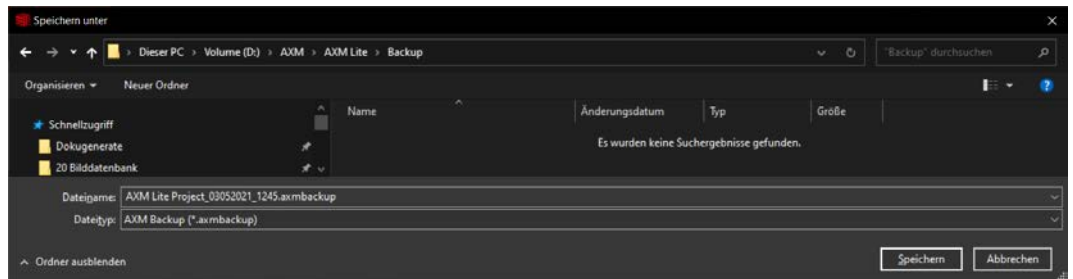 Speichern unter
Dieser PC > Volume (D:) > AXM > AXM Lite > Backup
"Backup" durchsuchen
Organisieren Neuer Ordner
Name Änderungsdatum Typ Größe
Schnellzugriff
Es wurden keine Suchergebnisse gefunden.
Dokugenerate
20 Bilddatenbank
Dateiname: AXM Lite Project_03052021_1245.axmbackup
Dateityp: AXM Backup (*.axmbackup)
Ordner ausblenden
Speichern Abbrechen